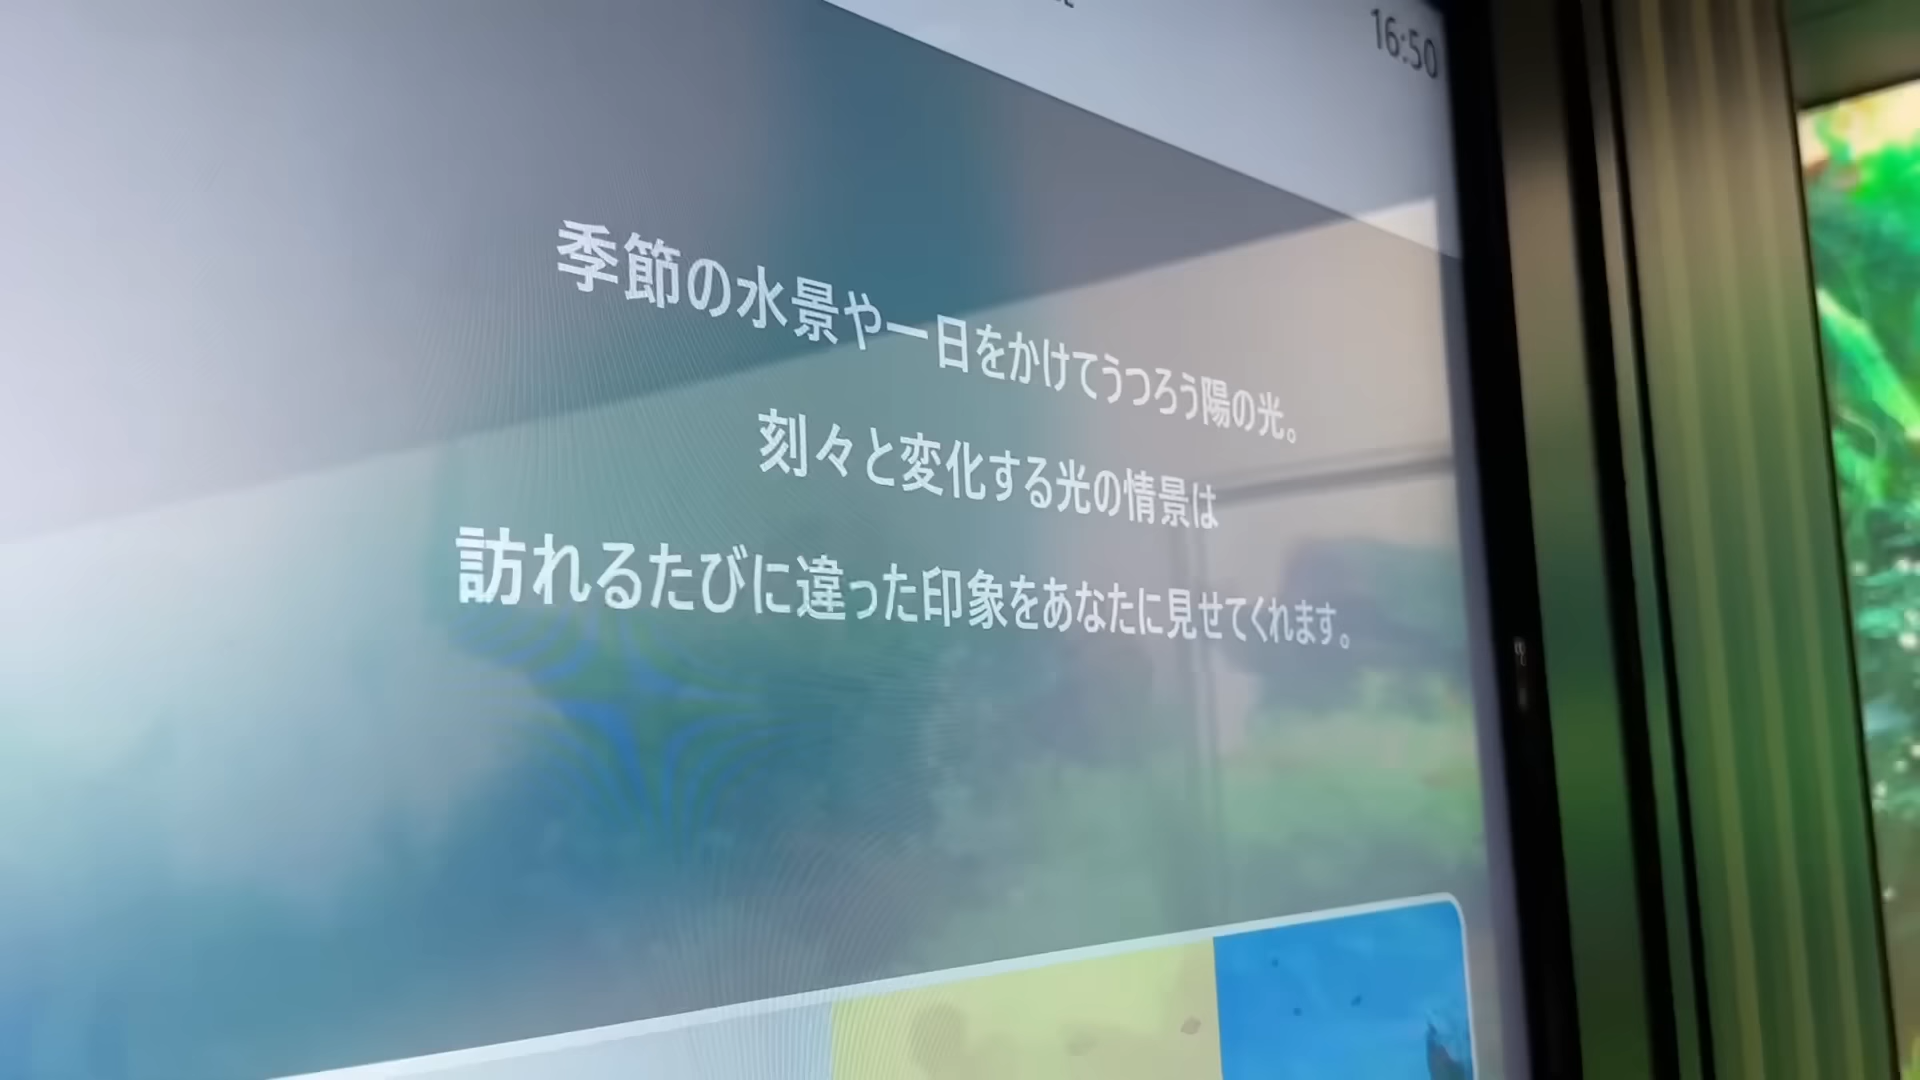 16:50
季節の水景や一日をかけてうつろう陽の光。
刻々と変化する光の情景は
訪れるたびに違った印象をあなたに見せてくれます。